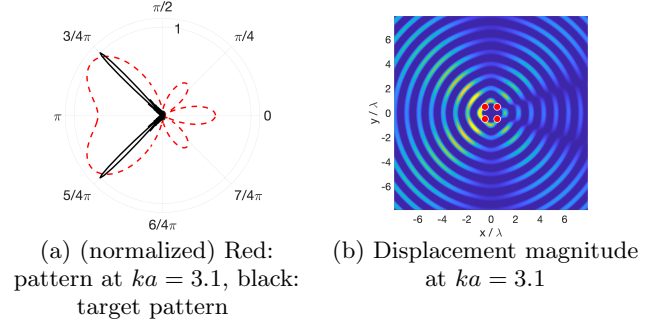 π/2
1
3/4π
π/4
π
0
5/4π
7/4π
6/4π
6
4
2
0
-2
-4
-6
y / λ
-6 -4 -2 0 2 4 6
x / λ
(a) (normalized) Red:
pattern at ka = 3.1, black:
target pattern
(b) Displacement magnitude
at ka = 3.1